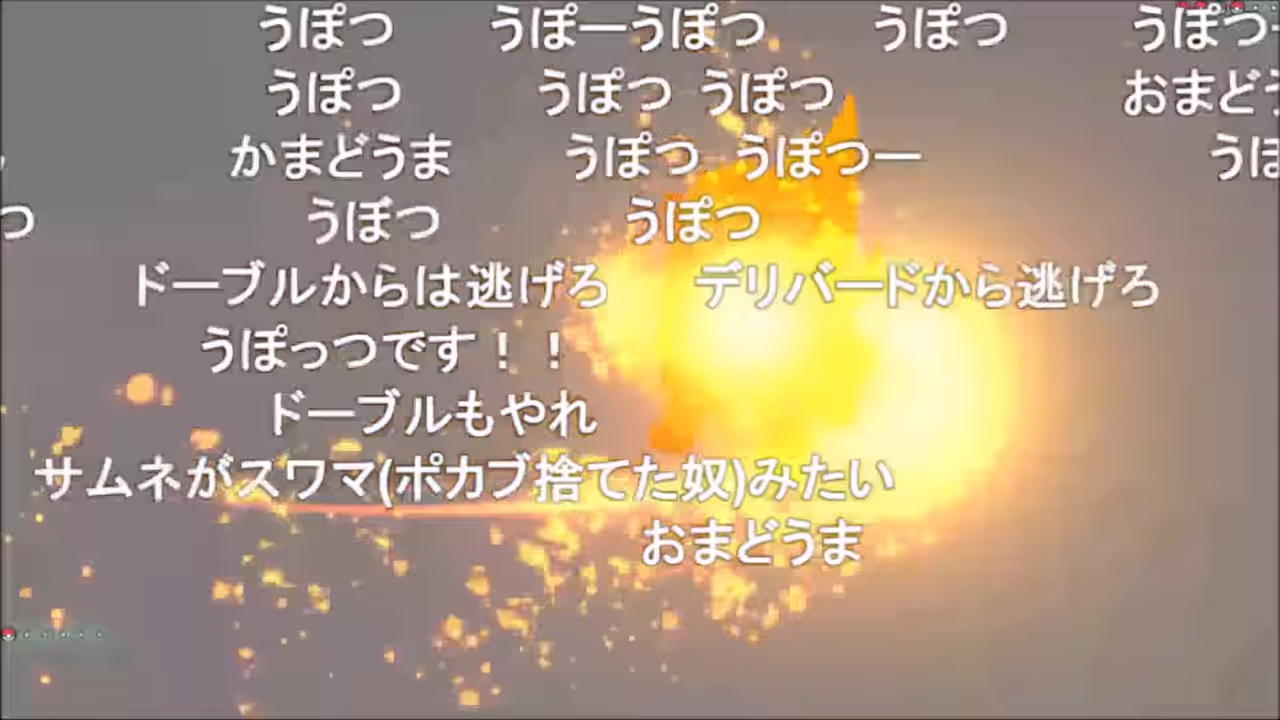 うぽつ うぽーうぽつ うぽつ うぽつー
うぽつ うぽつ うぽつ おまどう
かまどうま うぽつ うぽつー うぽ
つ うぼつ うぽつ
ドーブルからは逃げろ デリバードから逃げろ
うぽっつです！！
ドーブルもやれ
サムネがスワマ(ポカブ捨てた奴)みたい
おまどうま